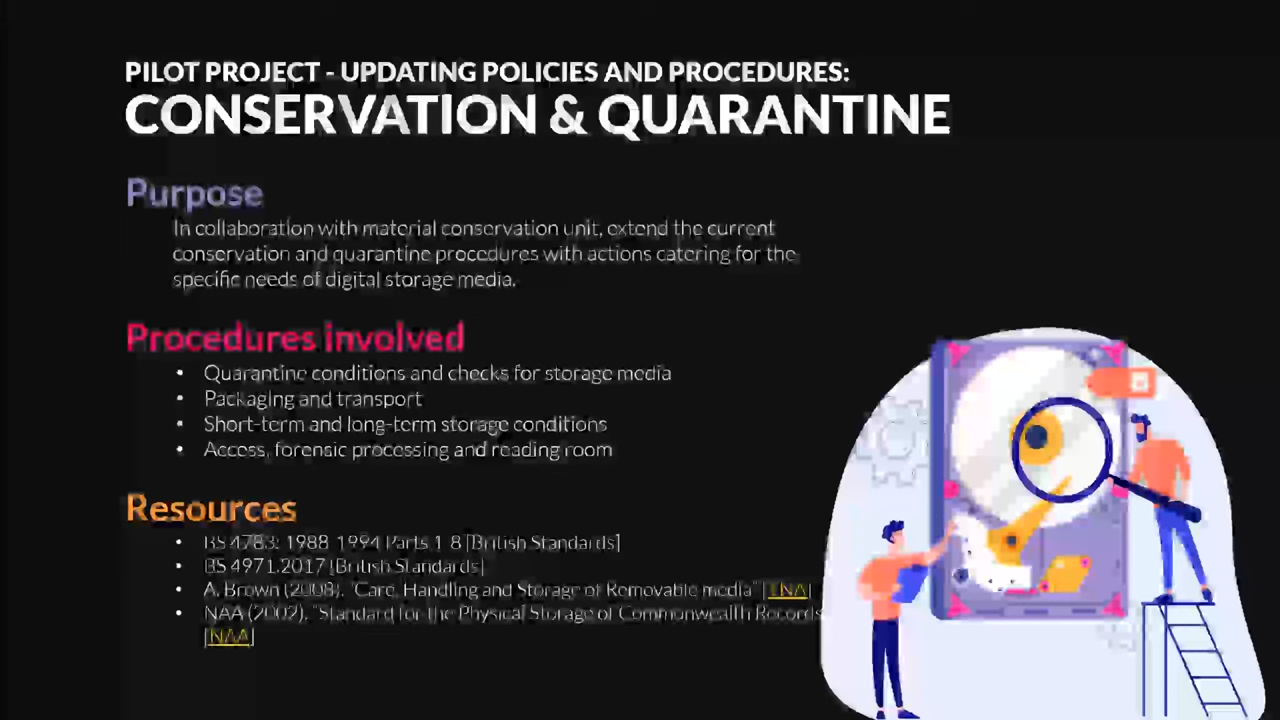 PILOT PROJECT - UPDATING POLICIES AND PROCEDURES:
CONSERVATION & QUARANTINE
Purpose
In collaboration with material conservation unit, extend the current
conservation and quarantine procedures with actions catering for the
specific needs of digital storage media.
Procedures involved
• Quarantine conditions and checks for storage media
• Packaging and transport
• Short-term and long-term storage conditions
• Access, forensic processing and reading room
Resources
• BS 4783: 1988-1994 Parts 1-8 [British Standards]
• BS 4971:2017 [British Standards]
• A. Brown (2008). "Care, Handling and Storage of Removable media" [TNA]
• NAA (2002). "Standard for the Physical Storage of Commonwealth Records
[NAA]